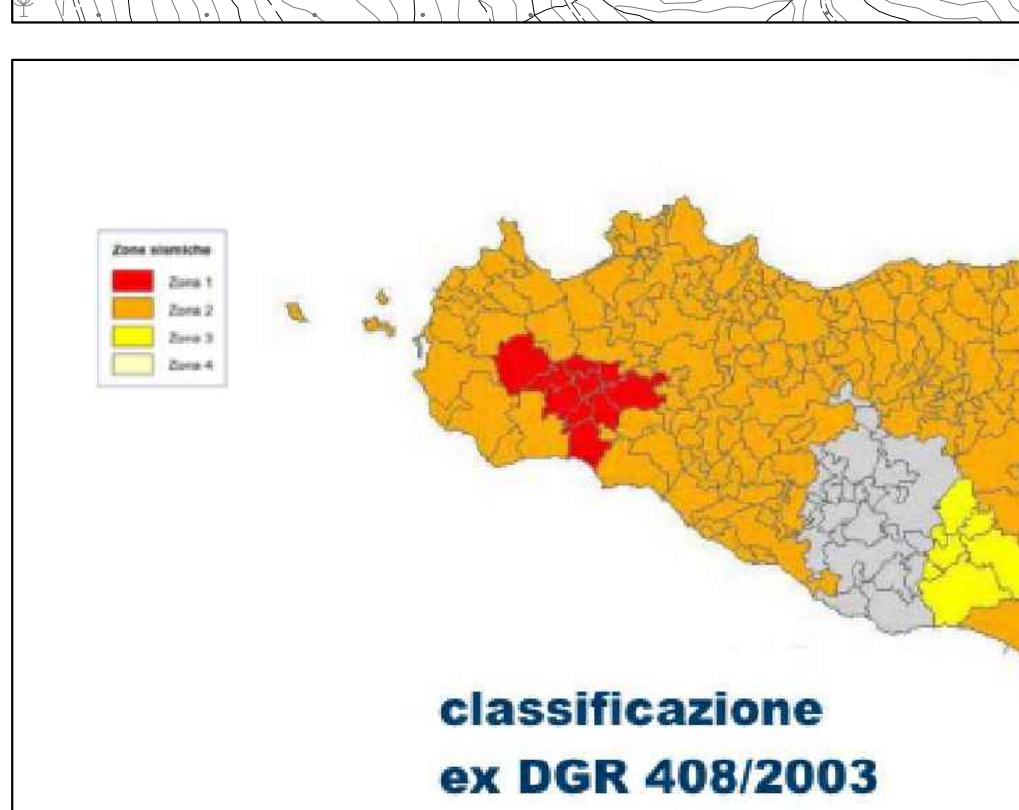 Zone sismiche
Zona 1
Zona 2
Zona 3
Zona 4
classificazione
ex DGR 408/2003